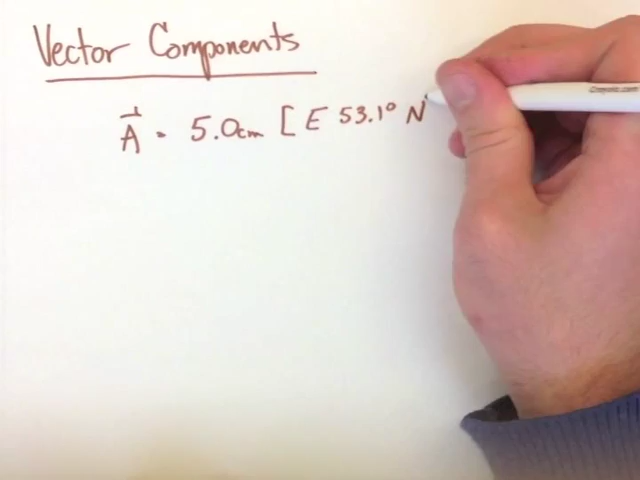 Vector Components
A⃗ = 5.0cm [E 53.1° N